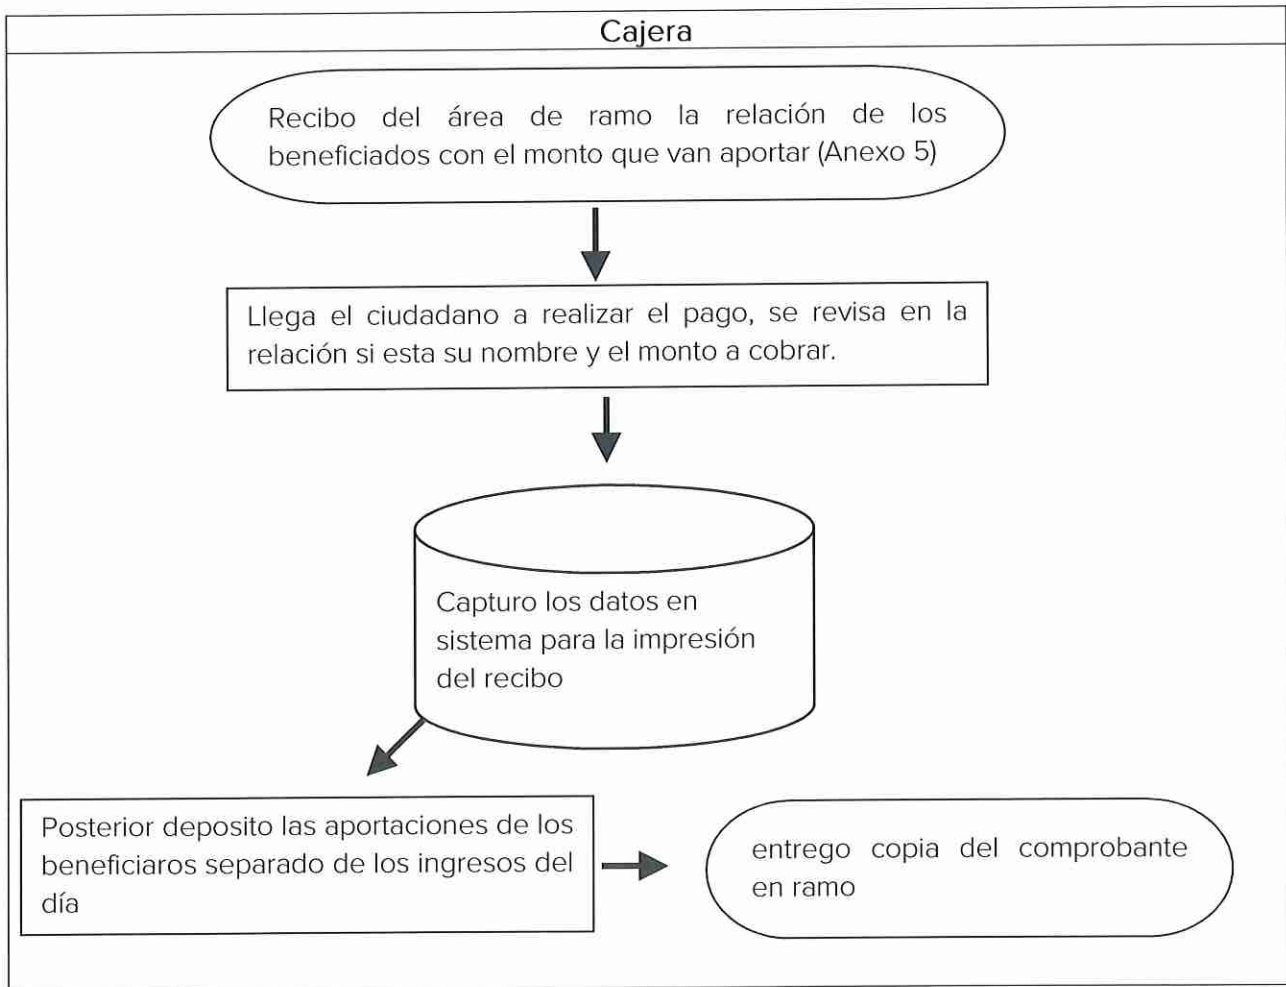 Cajera
Recibo del área de ramo la relación de los
beneficiados con el monto que van aportar (Anexo 5)
Llega el ciudadano a realizar el pago, se revisa en la
relación si esta su nombre y el monto a cobrar.
Capturo los datos en
sistema para la impresión
del recibo
Posterior deposito las aportaciones de los
beneficiaros separado de los ingresos del
día
entrego copia del comprobante
en ramo